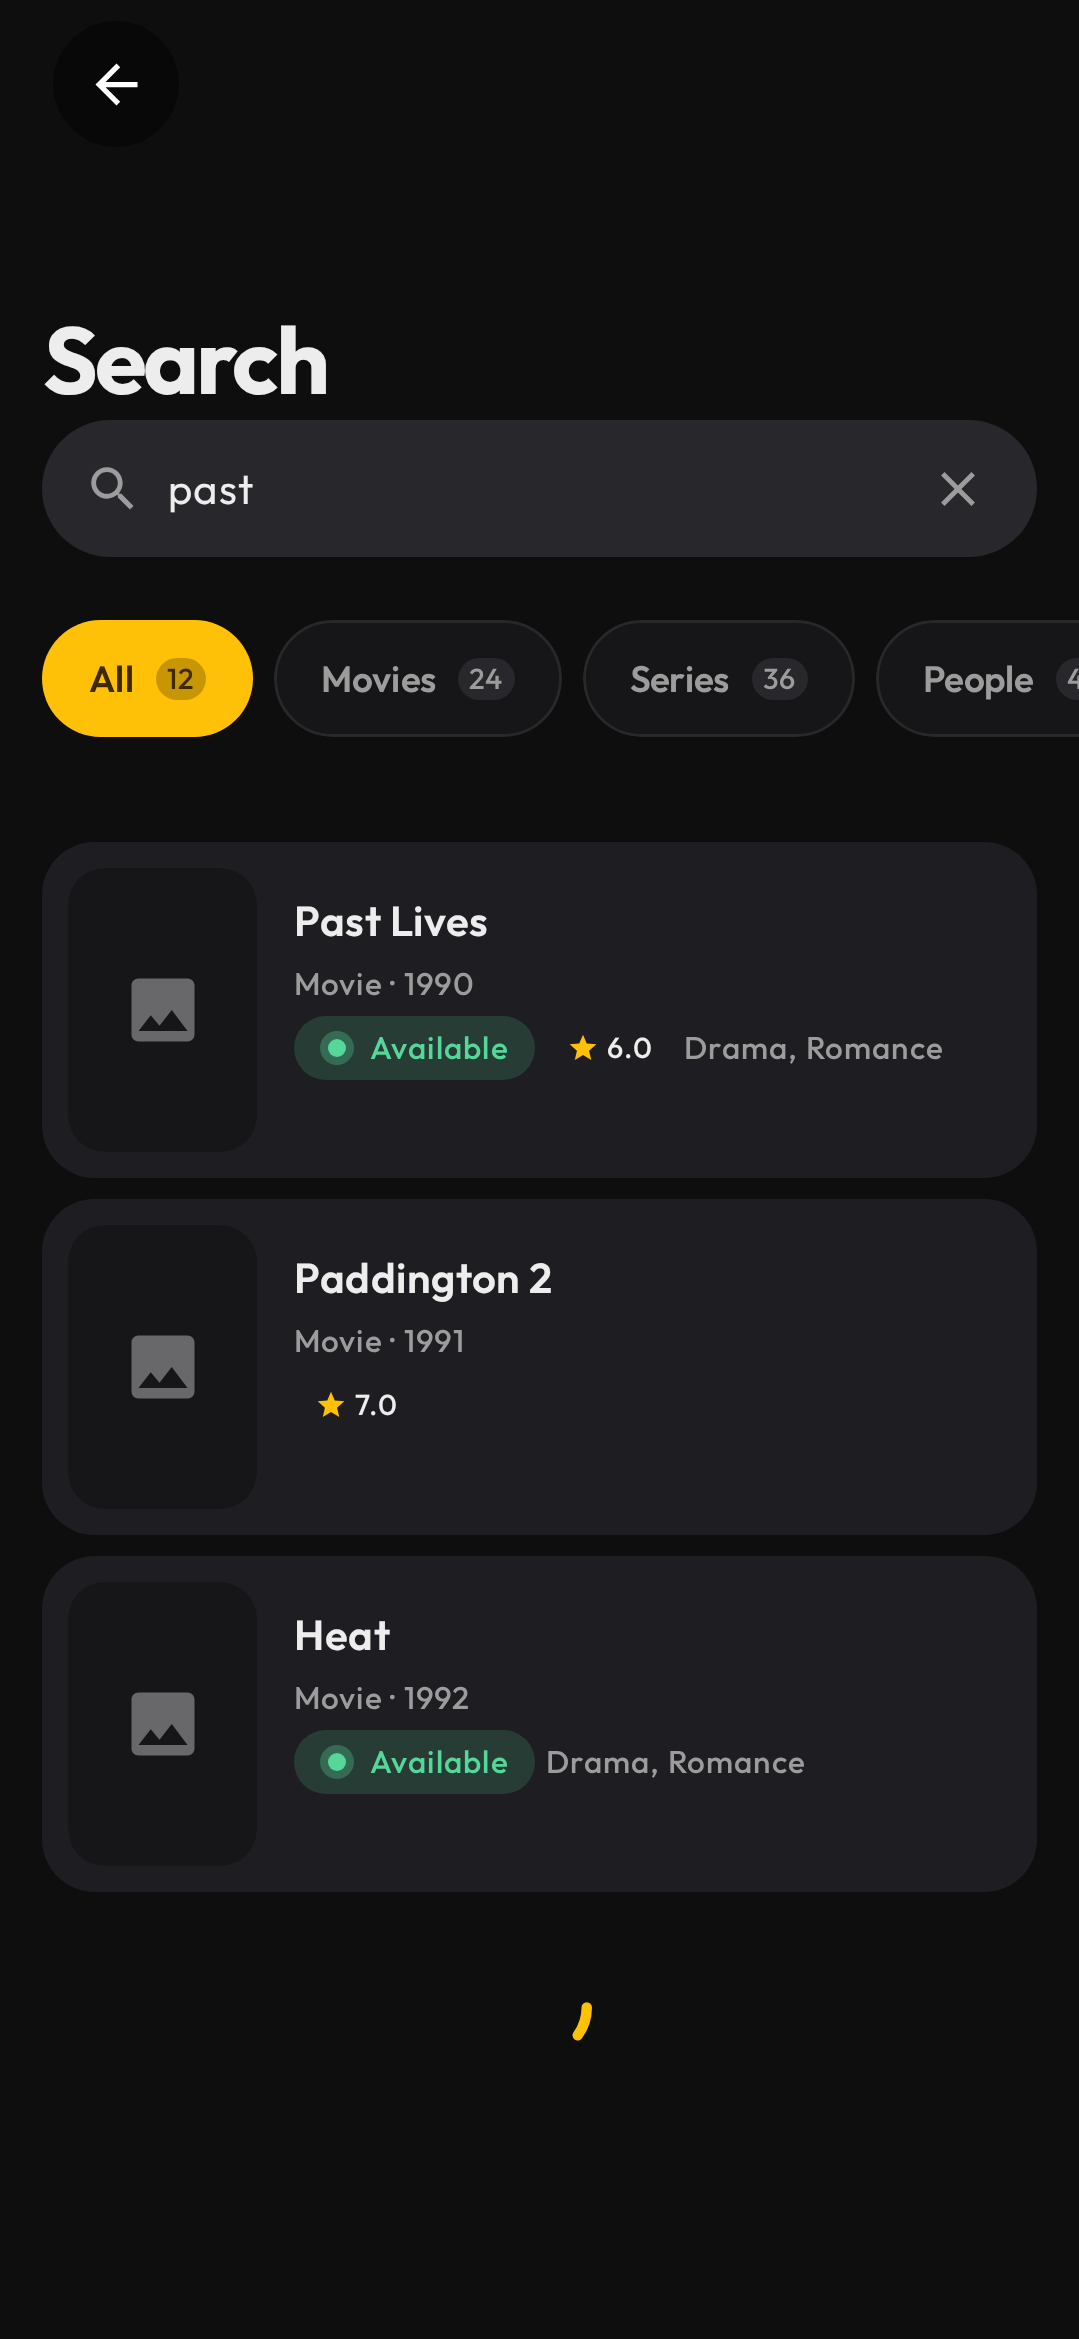 Search
past
All 12 Movies 24 Series 36 People
Past Lives
Movie · 1990
Available 6.0 Drama, Romance
Paddington 2
Movie · 1991
7.0
Heat
Movie · 1992
Available Drama, Romance